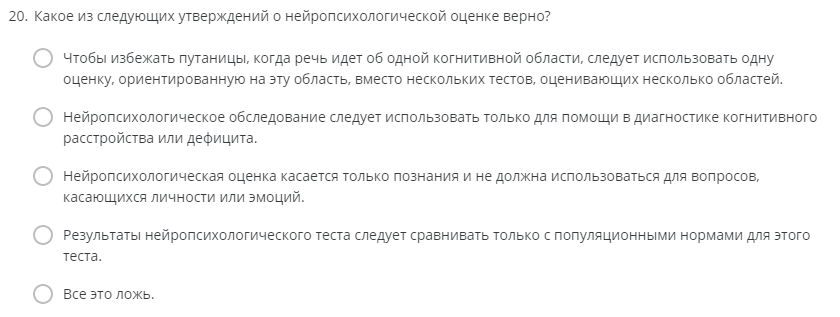 20. Какое из следующих утверждений о нейропсихологической оценке верно?
Чтобы избежать путаницы, когда речь идет об одной когнитивной области, следует использовать одну
оценку, ориентированную на эту область, вместо нескольких тестов, оценивающих несколько областей.
Нейропсихологическое обследование следует использовать только для помощи в диагностике когнитивного
расстройства или дефицита.
Нейропсихологическая оценка касается только познания и не должна использоваться для вопросов,
касающихся личности или эмоций.
Результаты нейропсихологического теста следует сравнивать только с популяционными нормами для этого
теста.
Все это ложь.